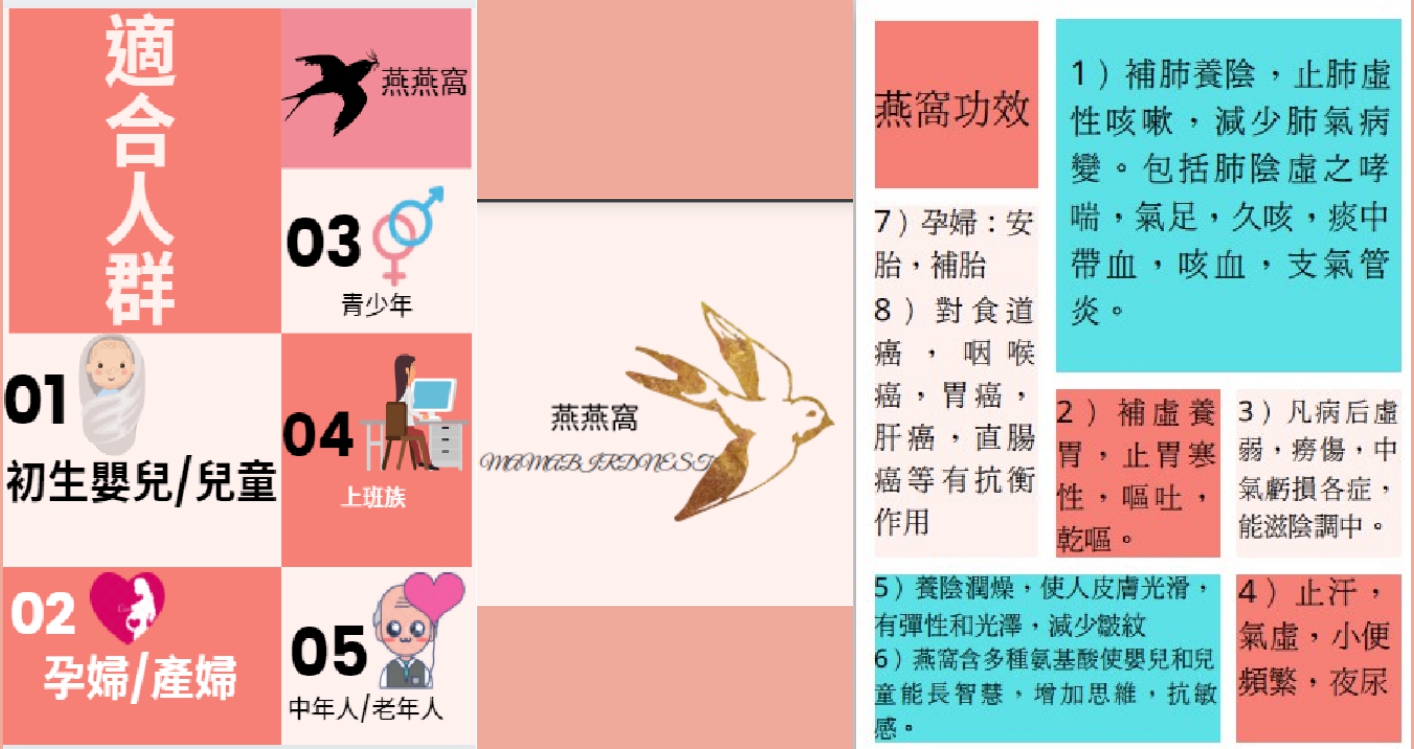 適
合
人
群
燕燕窩
01
初生嬰兒/兒童
02
孕婦/產婦
03
青少年
04
上班族
05
中年人/老年人
燕燕窩
MAMABIRDNEST
燕窩功效
1）補肺養陰，止肺虛
性咳嗽，減少肺氣病
變。包括肺陰虛之哮
喘，氣足，久咳，痰中
帶血，咳血，支氣管
炎。
2）補虛養
胃，止胃寒
性，嘔吐，
乾嘔。
3）凡病后虛
弱，癆傷，中
氣虧損各症，
能滋陰調中。
4）止汗，
氣虛，小便
頻繁，夜尿
5）養陰潤燥，使人皮膚光滑，
有彈性和光澤，減少皺紋
6）燕窩含多種氨基酸使嬰兒和兒
童能長智慧，增加思維，抗敏
感。
7）孕婦：安
胎，補胎
8）對食道
癌，咽喉
癌，胃癌，
肝癌，直腸
癌等有抗衡
作用